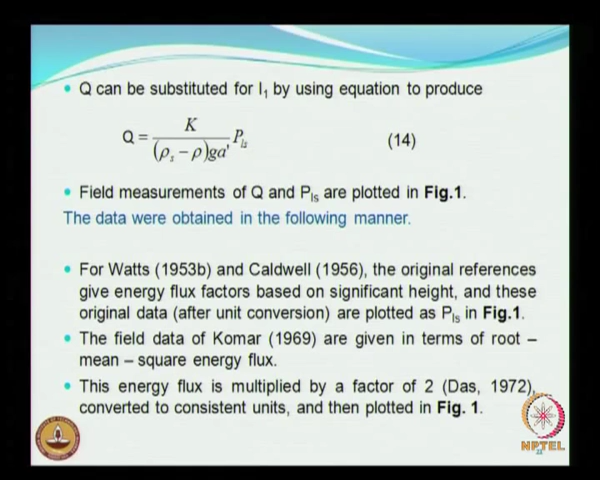 Q can be substituted for I₁ by using equation to produce
Q = K / (ρₛ – ρ)ga' Pₗₛ (14)
Field measurements of Q and Pₗₛ are plotted in Fig.1.
The data were obtained in the following manner.
For Watts (1953b) and Caldwell (1956), the original references
give energy flux factors based on significant height, and these
original data (after unit conversion) are plotted as Pₗₛ in Fig.1.
The field data of Komar (1969) are given in terms of root –
mean – square energy flux.
This energy flux is multiplied by a factor of 2 (Das, 1972),
converted to consistent units, and then plotted in Fig. 1.
NPTEL